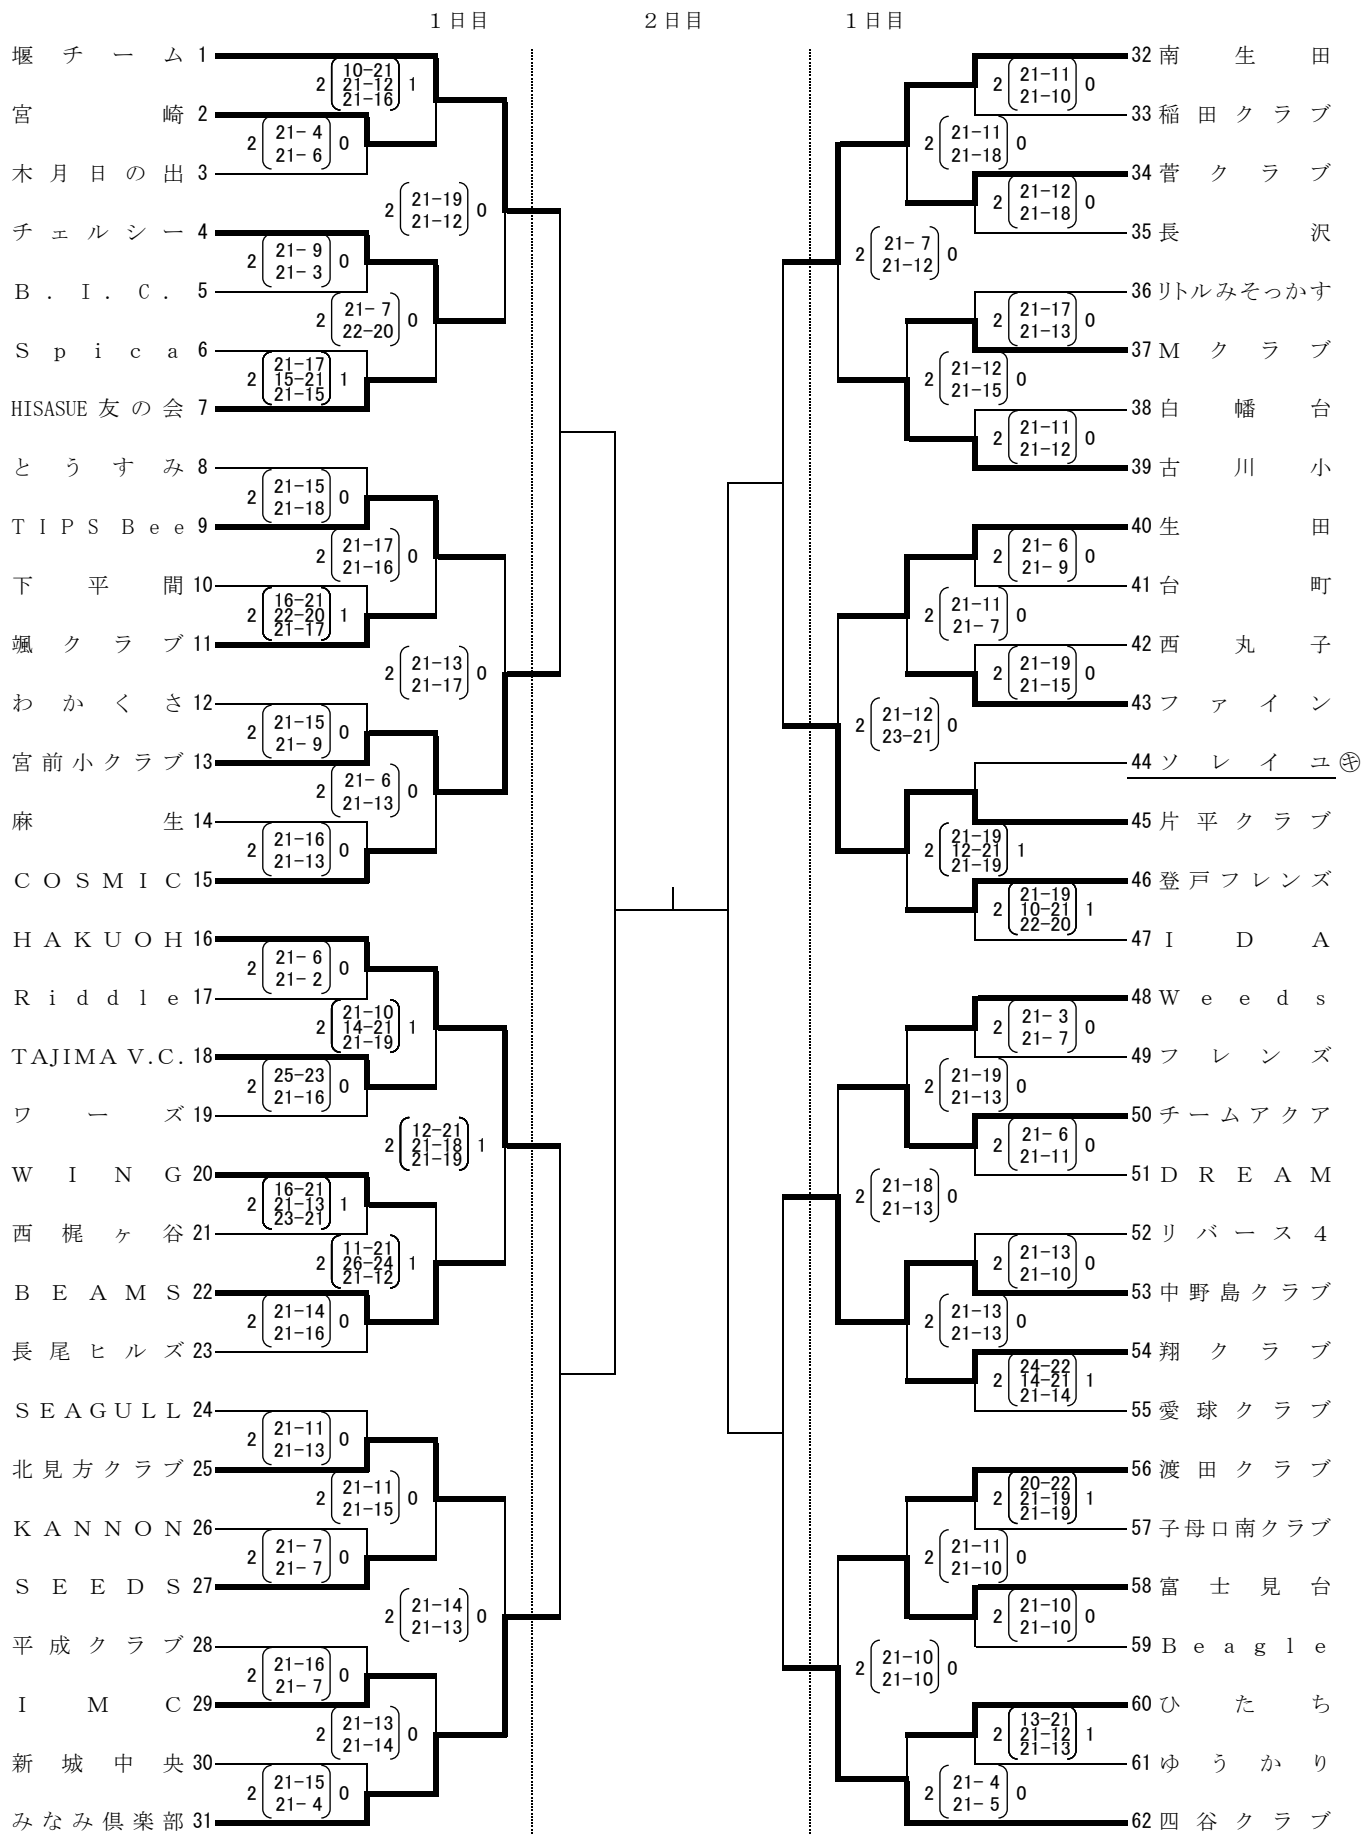 1日目 2日目 1日目
堰チーム 1
2 10-21 21-12 21-16 1
宮崎 2
2 21-4 21-6 0
木月日の出 3
2 21-19 21-12 0
チェルシー 4
2 21-9 21-3 0
B.I.C. 5
2 21-7 22-20 0
Spica 6
2 21-17 15-21 21-15 1
HISASUE友の会 7
とうすみ 8
2 21-15 21-18 0
TIPS Bee 9
2 21-17 21-16 0
下平間 10
2 16-21 22-20 21-17 1
颯クラブ 11
2 21-13 21-17 0
わかくさ 12
2 21-15 21-9 0
宮前小クラブ 13
2 21-6 21-13 0
麻生 14
2 21-16 21-13 0
COSMIC 15
HAKUOH 16
2 21-6 21-2 0
Riddle 17
2 21-10 14-21 21-19 1
TAJIMA V.C. 18
2 25-23 21-16 0
ワーズ 19
2 12-21 21-18 21-19 1
WING 20
2 16-21 21-13 23-21 1
西梶ヶ谷 21
2 11-21 26-24 21-12 1
BEAMS 22
2 21-14 21-16 0
長尾ヒルズ 23
SEAGULL 24
2 21-11 21-13 0
北見方クラブ 25
2 21-11 21-15 0
KANNON 26
2 21-7 21-7 0
SEEDS 27
2 21-14 21-13 0
平成クラブ 28
2 21-16 21-7 0
IMC 29
2 21-13 21-14 0
新城中央 30
2 21-15 21-4 0
みなみ倶楽部 31
32 南生田
2 21-11 21-10 0
33 稲田クラブ
2 21-11 21-18 0
34 菅クラブ
2 21-12 21-18 0
35 長沢
2 21-7 21-12 0
36 リトルみそっかす
2 21-17 21-13 0
37 Mクラブ
2 21-12 21-15 0
38 白幡台
2 21-11 21-12 0
39 古川小
40 生田
2 21-6 21-9 0
41 台町
2 21-11 21-7 0
42 西丸子
2 21-19 21-15 0
43 ファイン
2 21-12 23-21 0
44 ソレイユ ㋖
45 片平クラブ
2 21-19 12-21 21-19 1
46 登戸フレンズ
2 21-19 10-21 22-20 1
47 IDA
48 Weeds
2 21-3 21-7 0
49 フレンズ
2 21-19 21-13 0
50 チームアクア
2 21-6 21-11 0
51 DREAM
2 21-18 21-13 0
52 リバース4
2 21-13 21-10 0
53 中野島クラブ
2 21-13 21-13 0
54 翔クラブ
2 24-22 14-21 21-14 1
55 愛球クラブ
56 渡田クラブ
2 20-22 21-19 21-19 1
57 子母口南クラブ
2 21-11 21-10 0
58 富士見台
2 21-10 21-10 0
59 Beagle
2 21-10 21-10 0
60 ひたち
2 13-21 21-12 21-13 1
61 ゆうかり
2 21-4 21-5 0
62 四谷クラブ